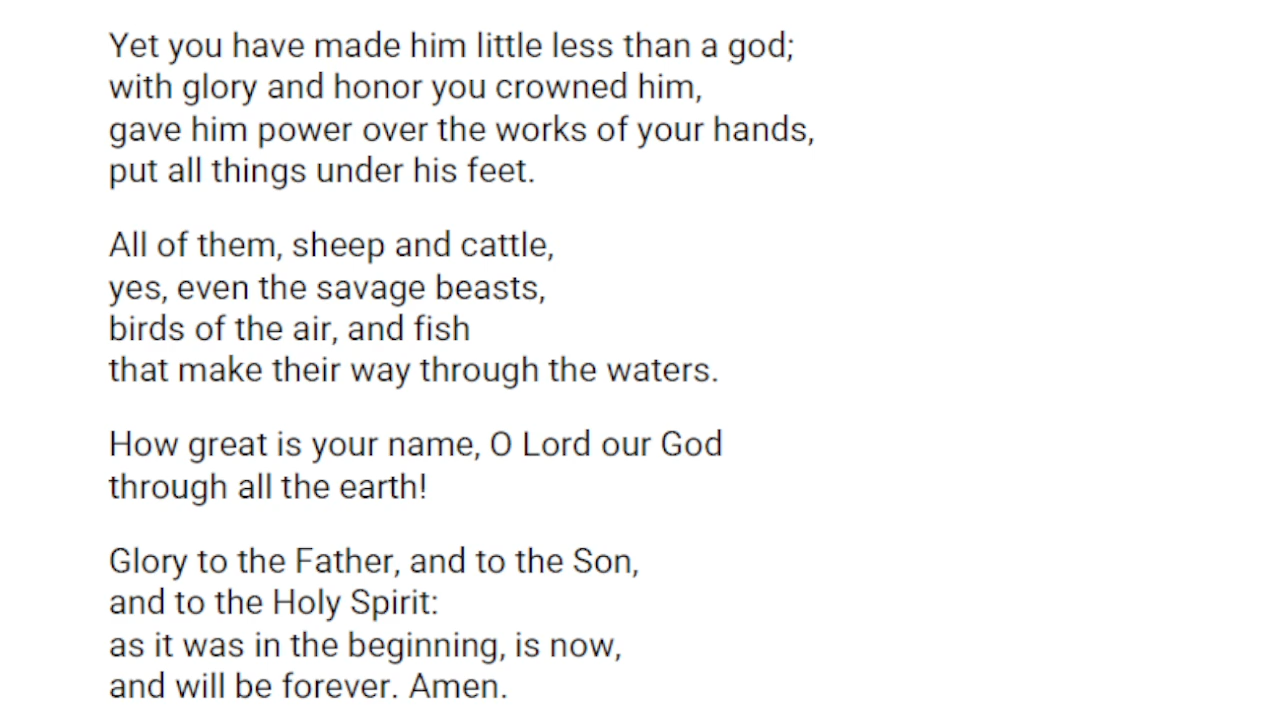 Yet you have made him little less than a god;
with glory and honor you crowned him,
gave him power over the works of your hands,
put all things under his feet.
All of them, sheep and cattle,
yes, even the savage beasts,
birds of the air, and fish
that make their way through the waters.
How great is your name, O Lord our God
through all the earth!
Glory to the Father, and to the Son,
and to the Holy Spirit:
as it was in the beginning, is now,
and will be forever. Amen.